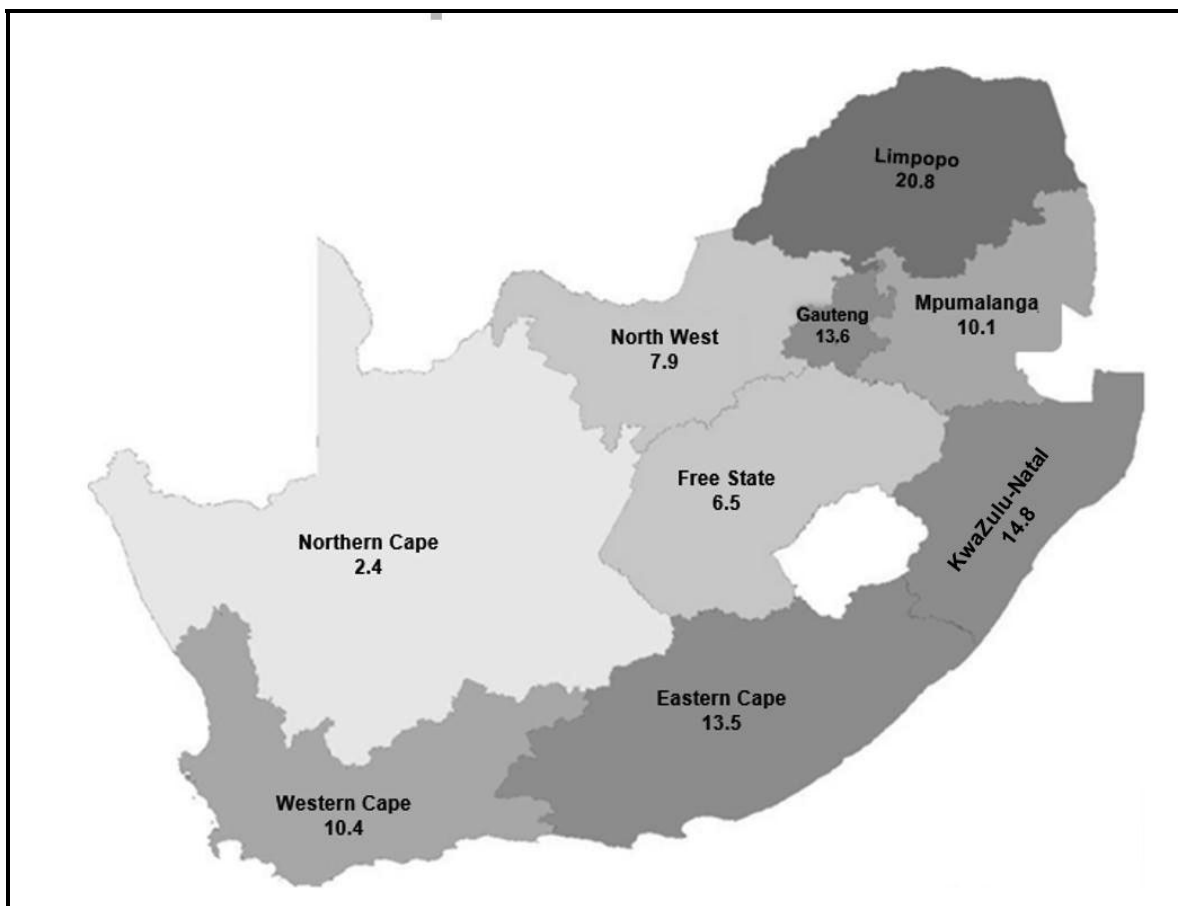 Limpopo
20.8
Mpumalanga
10.1
Gauteng
13.6
North West
7.9
Free State
6.5
KwaZulu-Natal
14.8
Northern Cape
2.4
Eastern Cape
13.5
Western Cape
10.4